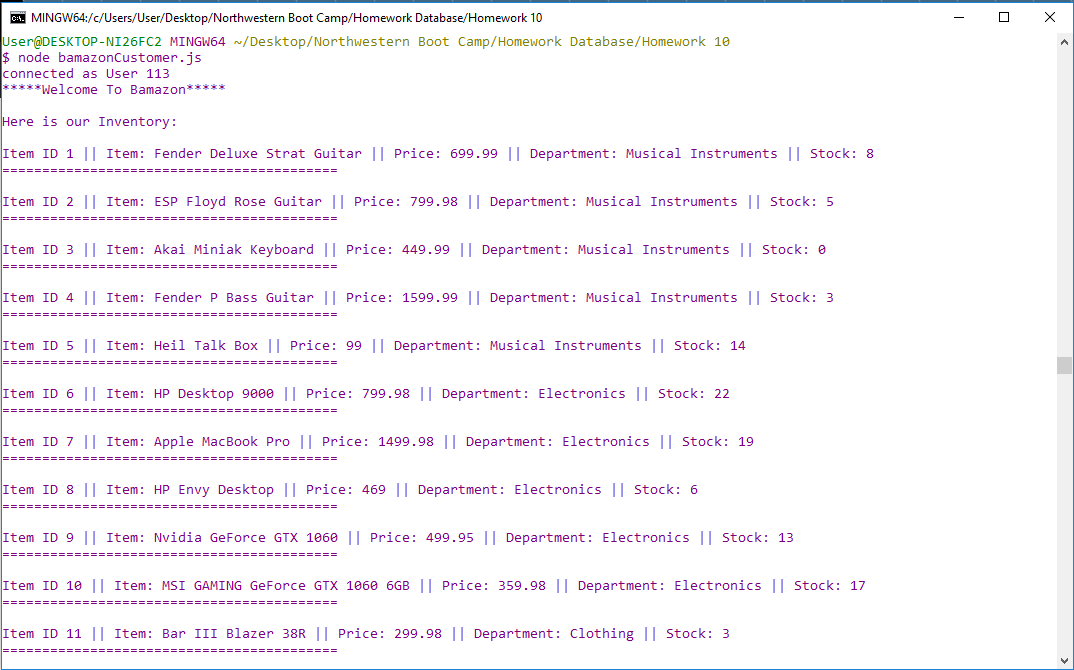 MINGW64:/c/Users/User/Desktop/Northwestern Boot Camp/Homework Database/Homework 10
User@DESKTOP-NI26FC2 MINGW64 ~/Desktop/Northwestern Boot Camp/Homework Database/Homework 10
$ node bamazonCustomer.js
connected as User 113
*****Welcome To Bamazon*****
Here is our Inventory:
Item ID 1 || Item: Fender Deluxe Strat Guitar || Price: 699.99 || Department: Musical Instruments || Stock: 8
==========================================
Item ID 2 || Item: ESP Floyd Rose Guitar || Price: 799.98 || Department: Musical Instruments || Stock: 5
==========================================
Item ID 3 || Item: Akai Miniak Keyboard || Price: 449.99 || Department: Musical Instruments || Stock: 0
==========================================
Item ID 4 || Item: Fender P Bass Guitar || Price: 1599.99 || Department: Musical Instruments || Stock: 3
==========================================
Item ID 5 || Item: Heil Talk Box || Price: 99 || Department: Musical Instruments || Stock: 14
==========================================
Item ID 6 || Item: HP Desktop 9000 || Price: 799.98 || Department: Electronics || Stock: 22
==========================================
Item ID 7 || Item: Apple MacBook Pro || Price: 1499.98 || Department: Electronics || Stock: 19
==========================================
Item ID 8 || Item: HP Envy Desktop || Price: 469 || Department: Electronics || Stock: 6
==========================================
Item ID 9 || Item: Nvidia GeForce GTX 1060 || Price: 499.95 || Department: Electronics || Stock: 13
==========================================
Item ID 10 || Item: MSI GAMING GeForce GTX 1060 6GB || Price: 359.98 || Department: Electronics || Stock: 17
==========================================
Item ID 11 || Item: Bar III Blazer 38R || Price: 299.98 || Department: Clothing || Stock: 3
==========================================